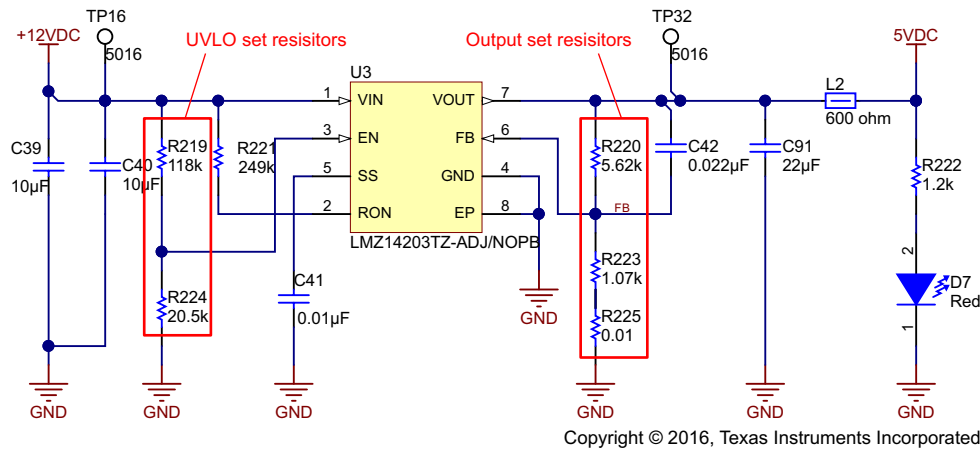 TP16
TP32
+12VDC
5016
UVLO set resisitors
Output set resisitors
5016
5VDC
U3
L2
1
VIN
VOUT
7
600 ohm
3
EN
FB
6
C39
10µF
C40
10µF
R219
118k
R221
249k
5
SS
GND
4
R220
5.62k
C42
0.022µF
C91
22µF
R222
1.2k
2
RON
EP
8
FB
LMZ14203TZ-ADJ/NOPB
2
R224
20.5k
C41
0.01µF
R223
1.07k
D7
Red
GND
R225
0.01
1
GND
GND
GND
GND
GND
GND
Copyright © 2016, Texas Instruments Incorporated